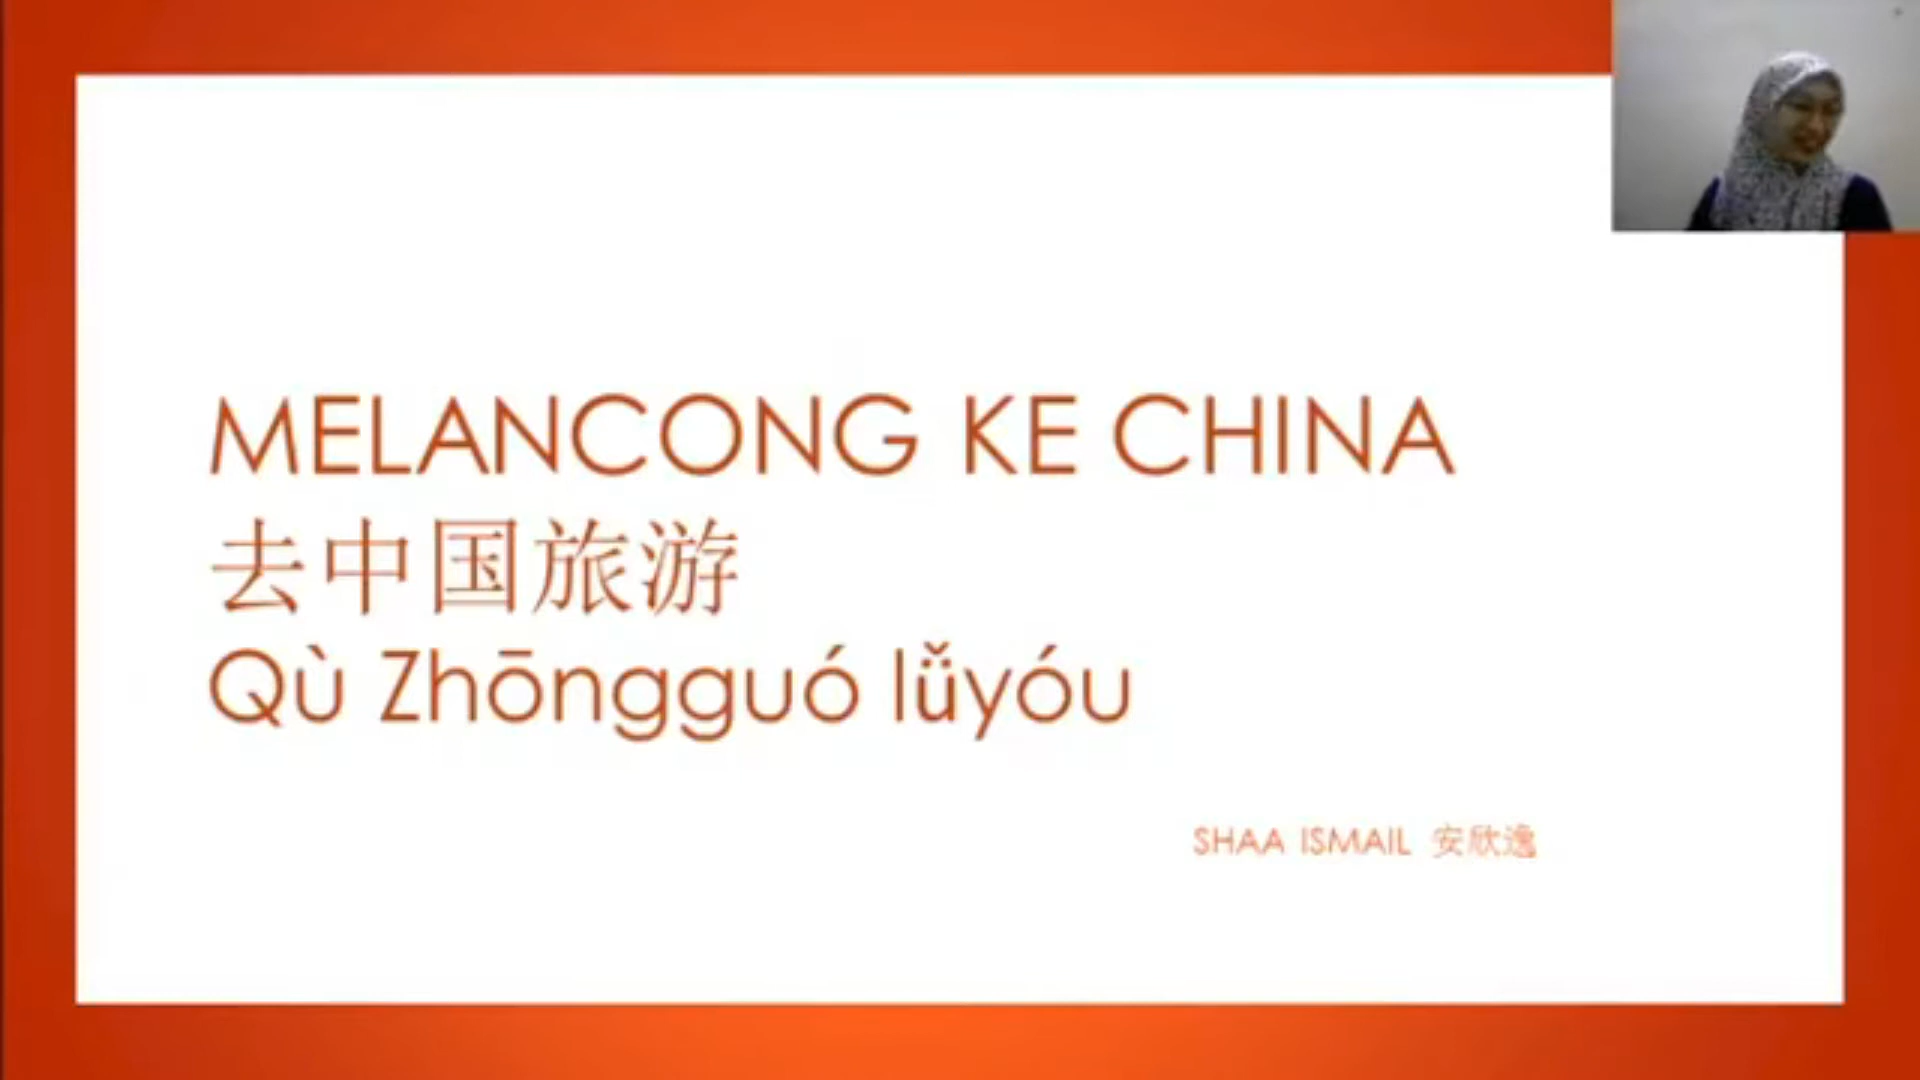 MELANCONG KE CHINA
去中国旅游
Qù Zhōngguó lǚyóu
SHAA ISMAIL 安欣逸